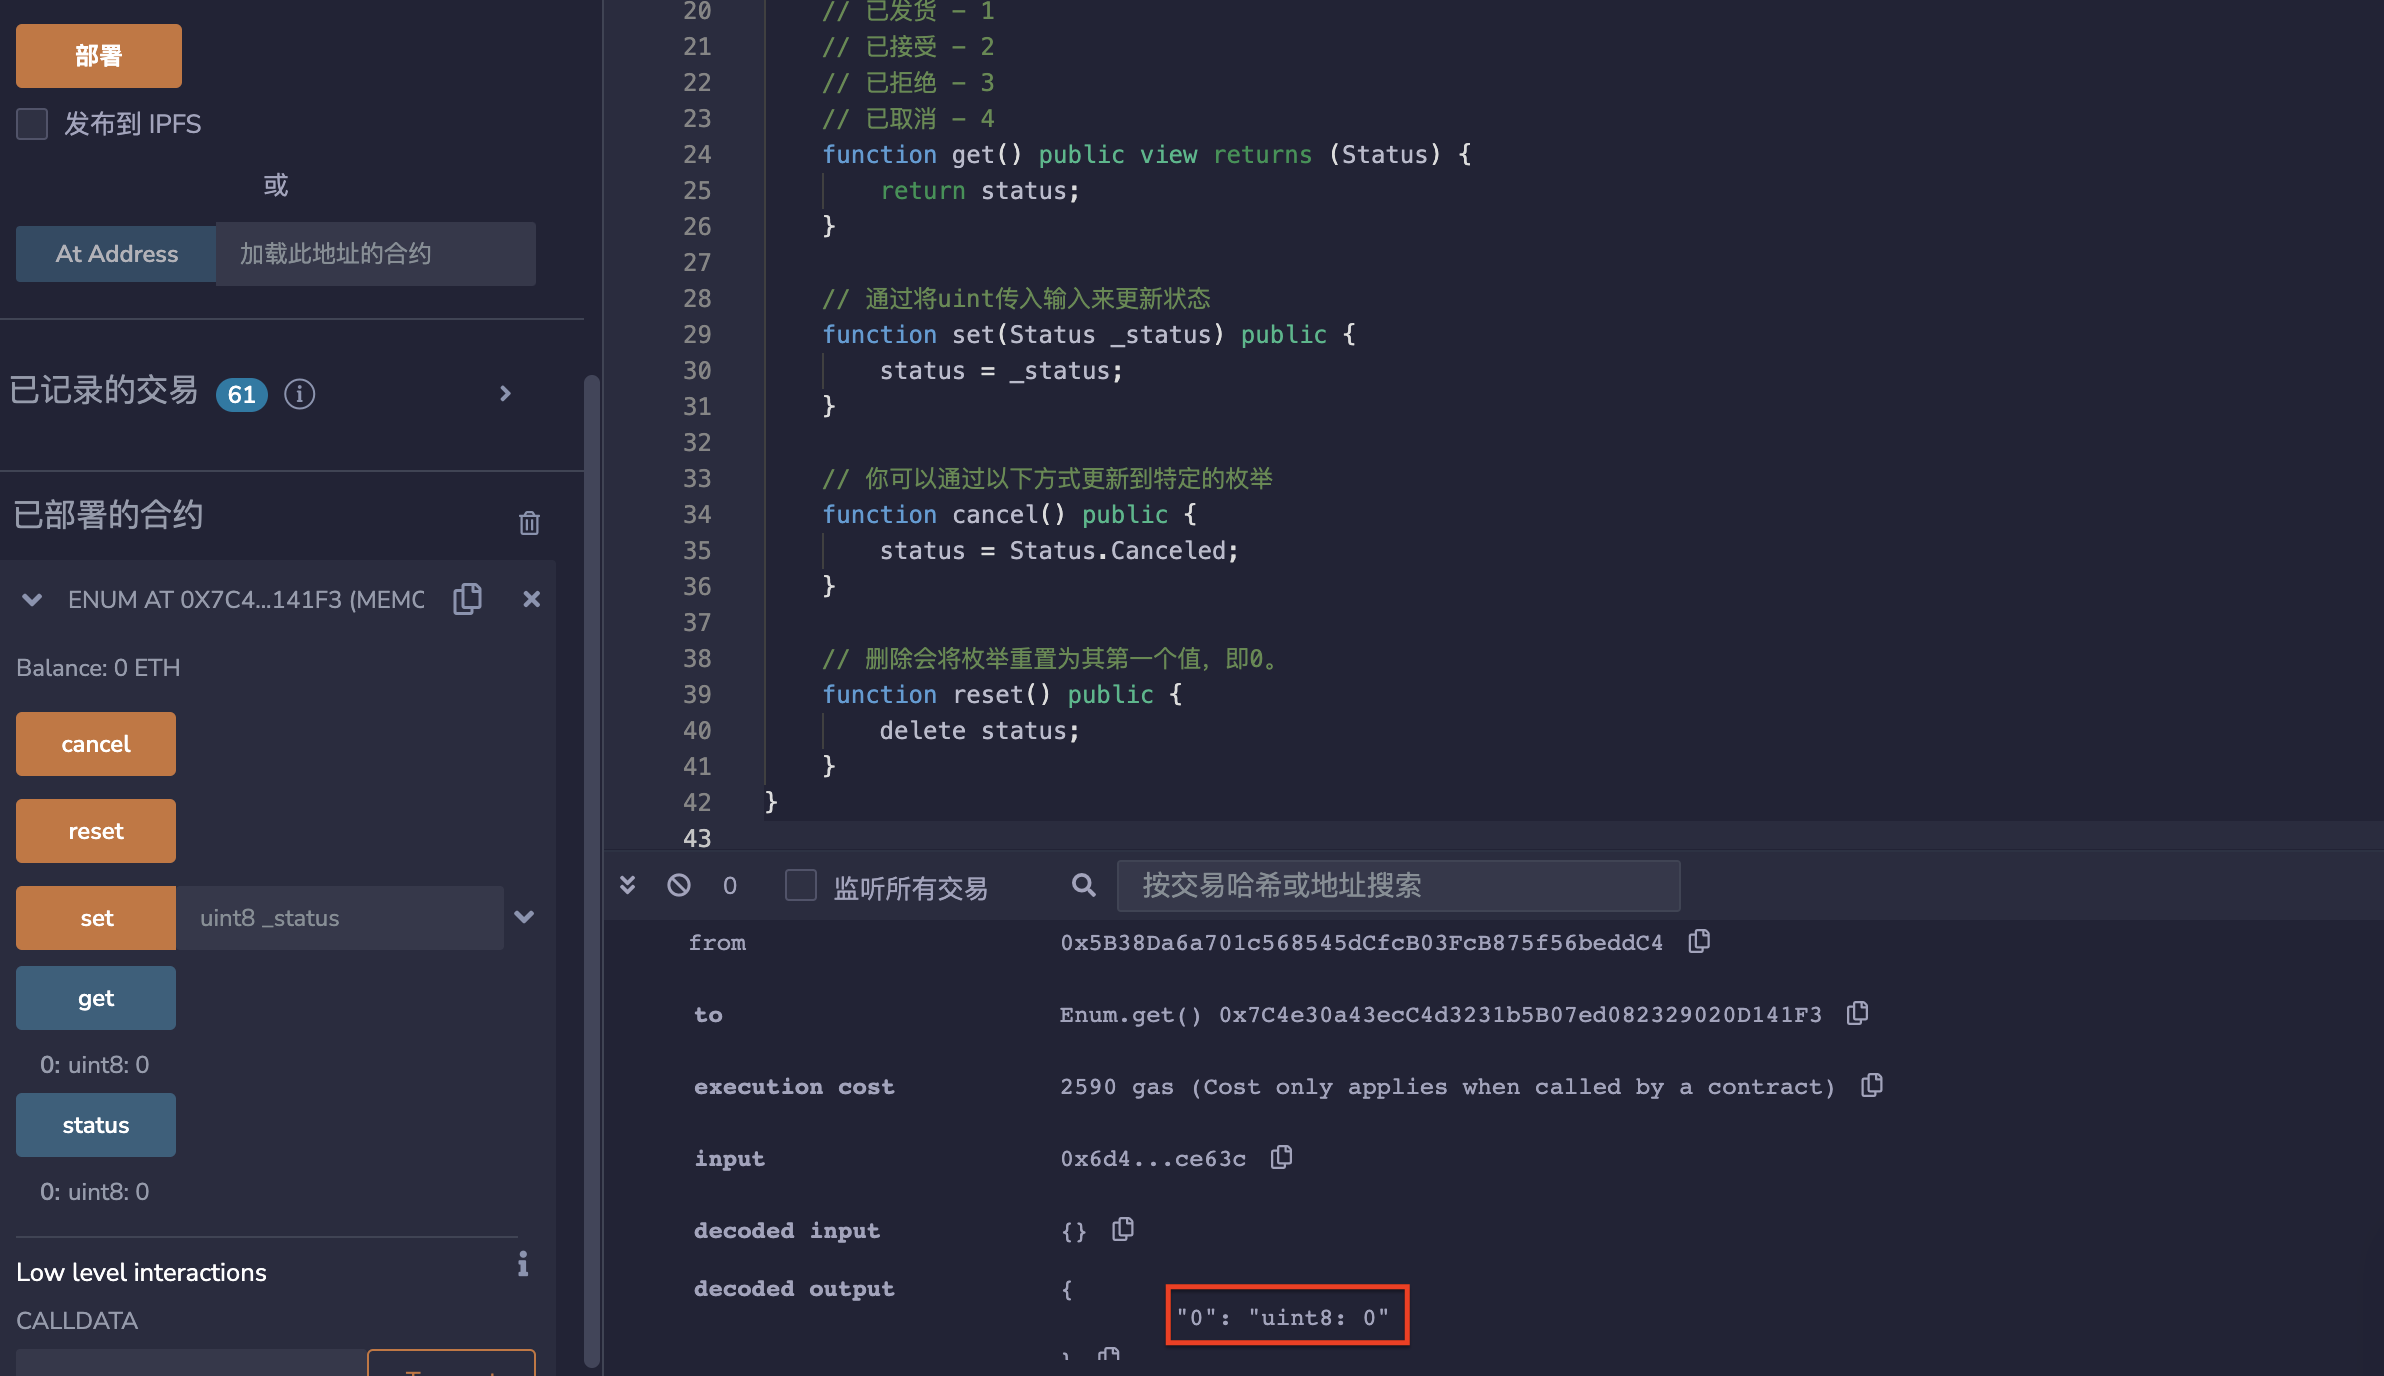 部署
发布到 IPFS
或
At Address
加载此地址的合约
已记录的交易 61
已部署的合约
ENUM AT 0X7C4...141F3 (MEMC
Balance: 0 ETH
cancel
reset
set
uint8 _status
get
0: uint8: 0
status
0: uint8: 0
Low level interactions
CALLDATA
20 // 已发货 – 1
21 // 已接受 – 2
22 // 已拒绝 – 3
23 // 已取消 – 4
24 function get() public view returns (Status) {
25 return status;
26 }
27
28 // 通过将uint传入输入来更新状态
29 function set(Status _status) public {
30 status = _status;
31 }
32
33 // 你可以通过以下方式更新到特定的枚举
34 function cancel() public {
35 status = Status.Canceled;
36 }
37
38 // 删除会将枚举重置为其第一个值，即0。
39 function reset() public {
40 delete status;
41 }
42 }
43
0 监听所有交易 按交易哈希或地址搜索
from 0x5B38Da6a701c568545dCfcB03FcB875f56beddC4
to Enum.get() 0x7C4e30a43ecC4d3231b5B07ed082329020D141F3
execution cost 2590 gas (Cost only applies when called by a contract)
input 0x6d4...ce63c
decoded input {}
decoded output {
"0": "uint8: 0"